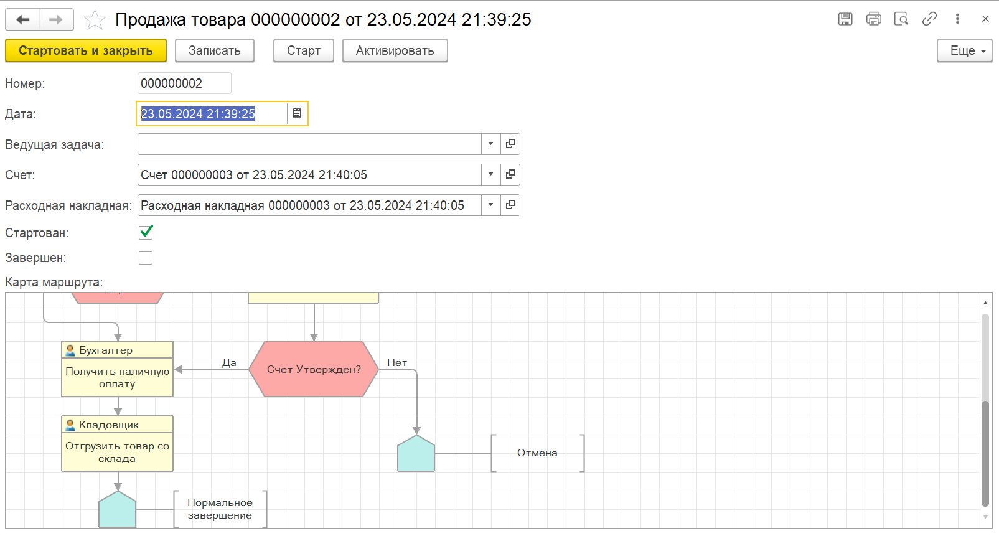 Продажа товара 000000002 от 23.05.2024 21:39:25
Стартовать и закрыть
Записать
Старт
Активировать
Еще
Номер:
000000002
Дата:
23.05.2024 21:39:25
Ведущая задача:
Счет:
Счет 000000003 от 23.05.2024 21:40:05
Расходная накладная:
Расходная накладная 000000003 от 23.05.2024 21:40:05
Стартован:
Завершен:
Карта маршрута:
Бухгалтер
Получить наличную
оплату
Да
Счет Утвержден?
Нет
Кладовщик
Отгрузить товар со
склада
Отмена
Нормальное
завершение